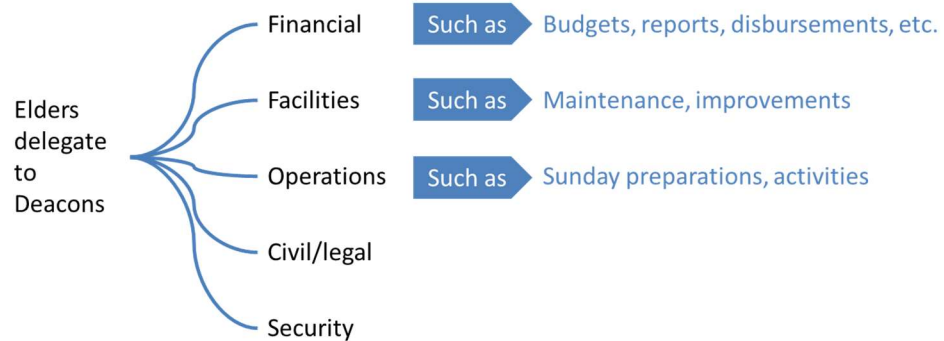 Elders
delegate
to
Deacons
Financial Such as Budgets, reports, disbursements, etc.
Facilities Such as Maintenance, improvements
Operations Such as Sunday preparations, activities
Civil/legal
Security